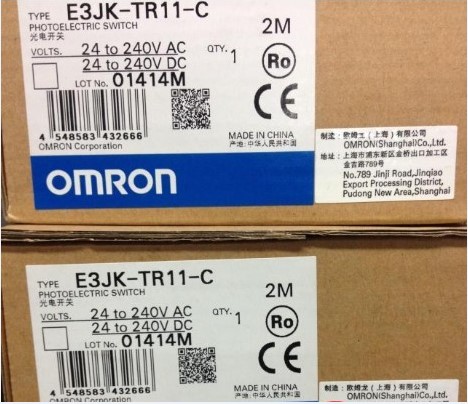 TYPE E3JK-TR11-C
PHOTOELECTRIC SWITCH
光电开关
2M
VOLTS. 24 to 240V AC
24 to 240V DC
QTY. 1
Ro
LOT No. 01414M
CE
4 548583 432666
OMRON Corporation
MADE IN CHINA
产地:中华人民共和国
OMRON
制造:欧姆龙(上海)有限公司
OMRON(Shanghai)Co.,Ltd.
地址:上海市浦东新区金桥出口加工区
金吉路789号
No.789 Jinji Road,Jinqiao
Export Processing District,
Pudong New Area,Shanghai
TYPE E3JK-TR11-C
PHOTOELECTRIC SWITCH
光电开关
2M
VOLTS. 24 to 240V AC
24 to 240V DC
QTY. 1
Ro
LOT No. 01414M
CE
4 548583 432666
OMRON Corporation
MADE IN CHINA
产地:中华人民共和国
制造:欧姆龙(上海)有限公司
OMRON(Shanghai)Co.,Ltd.